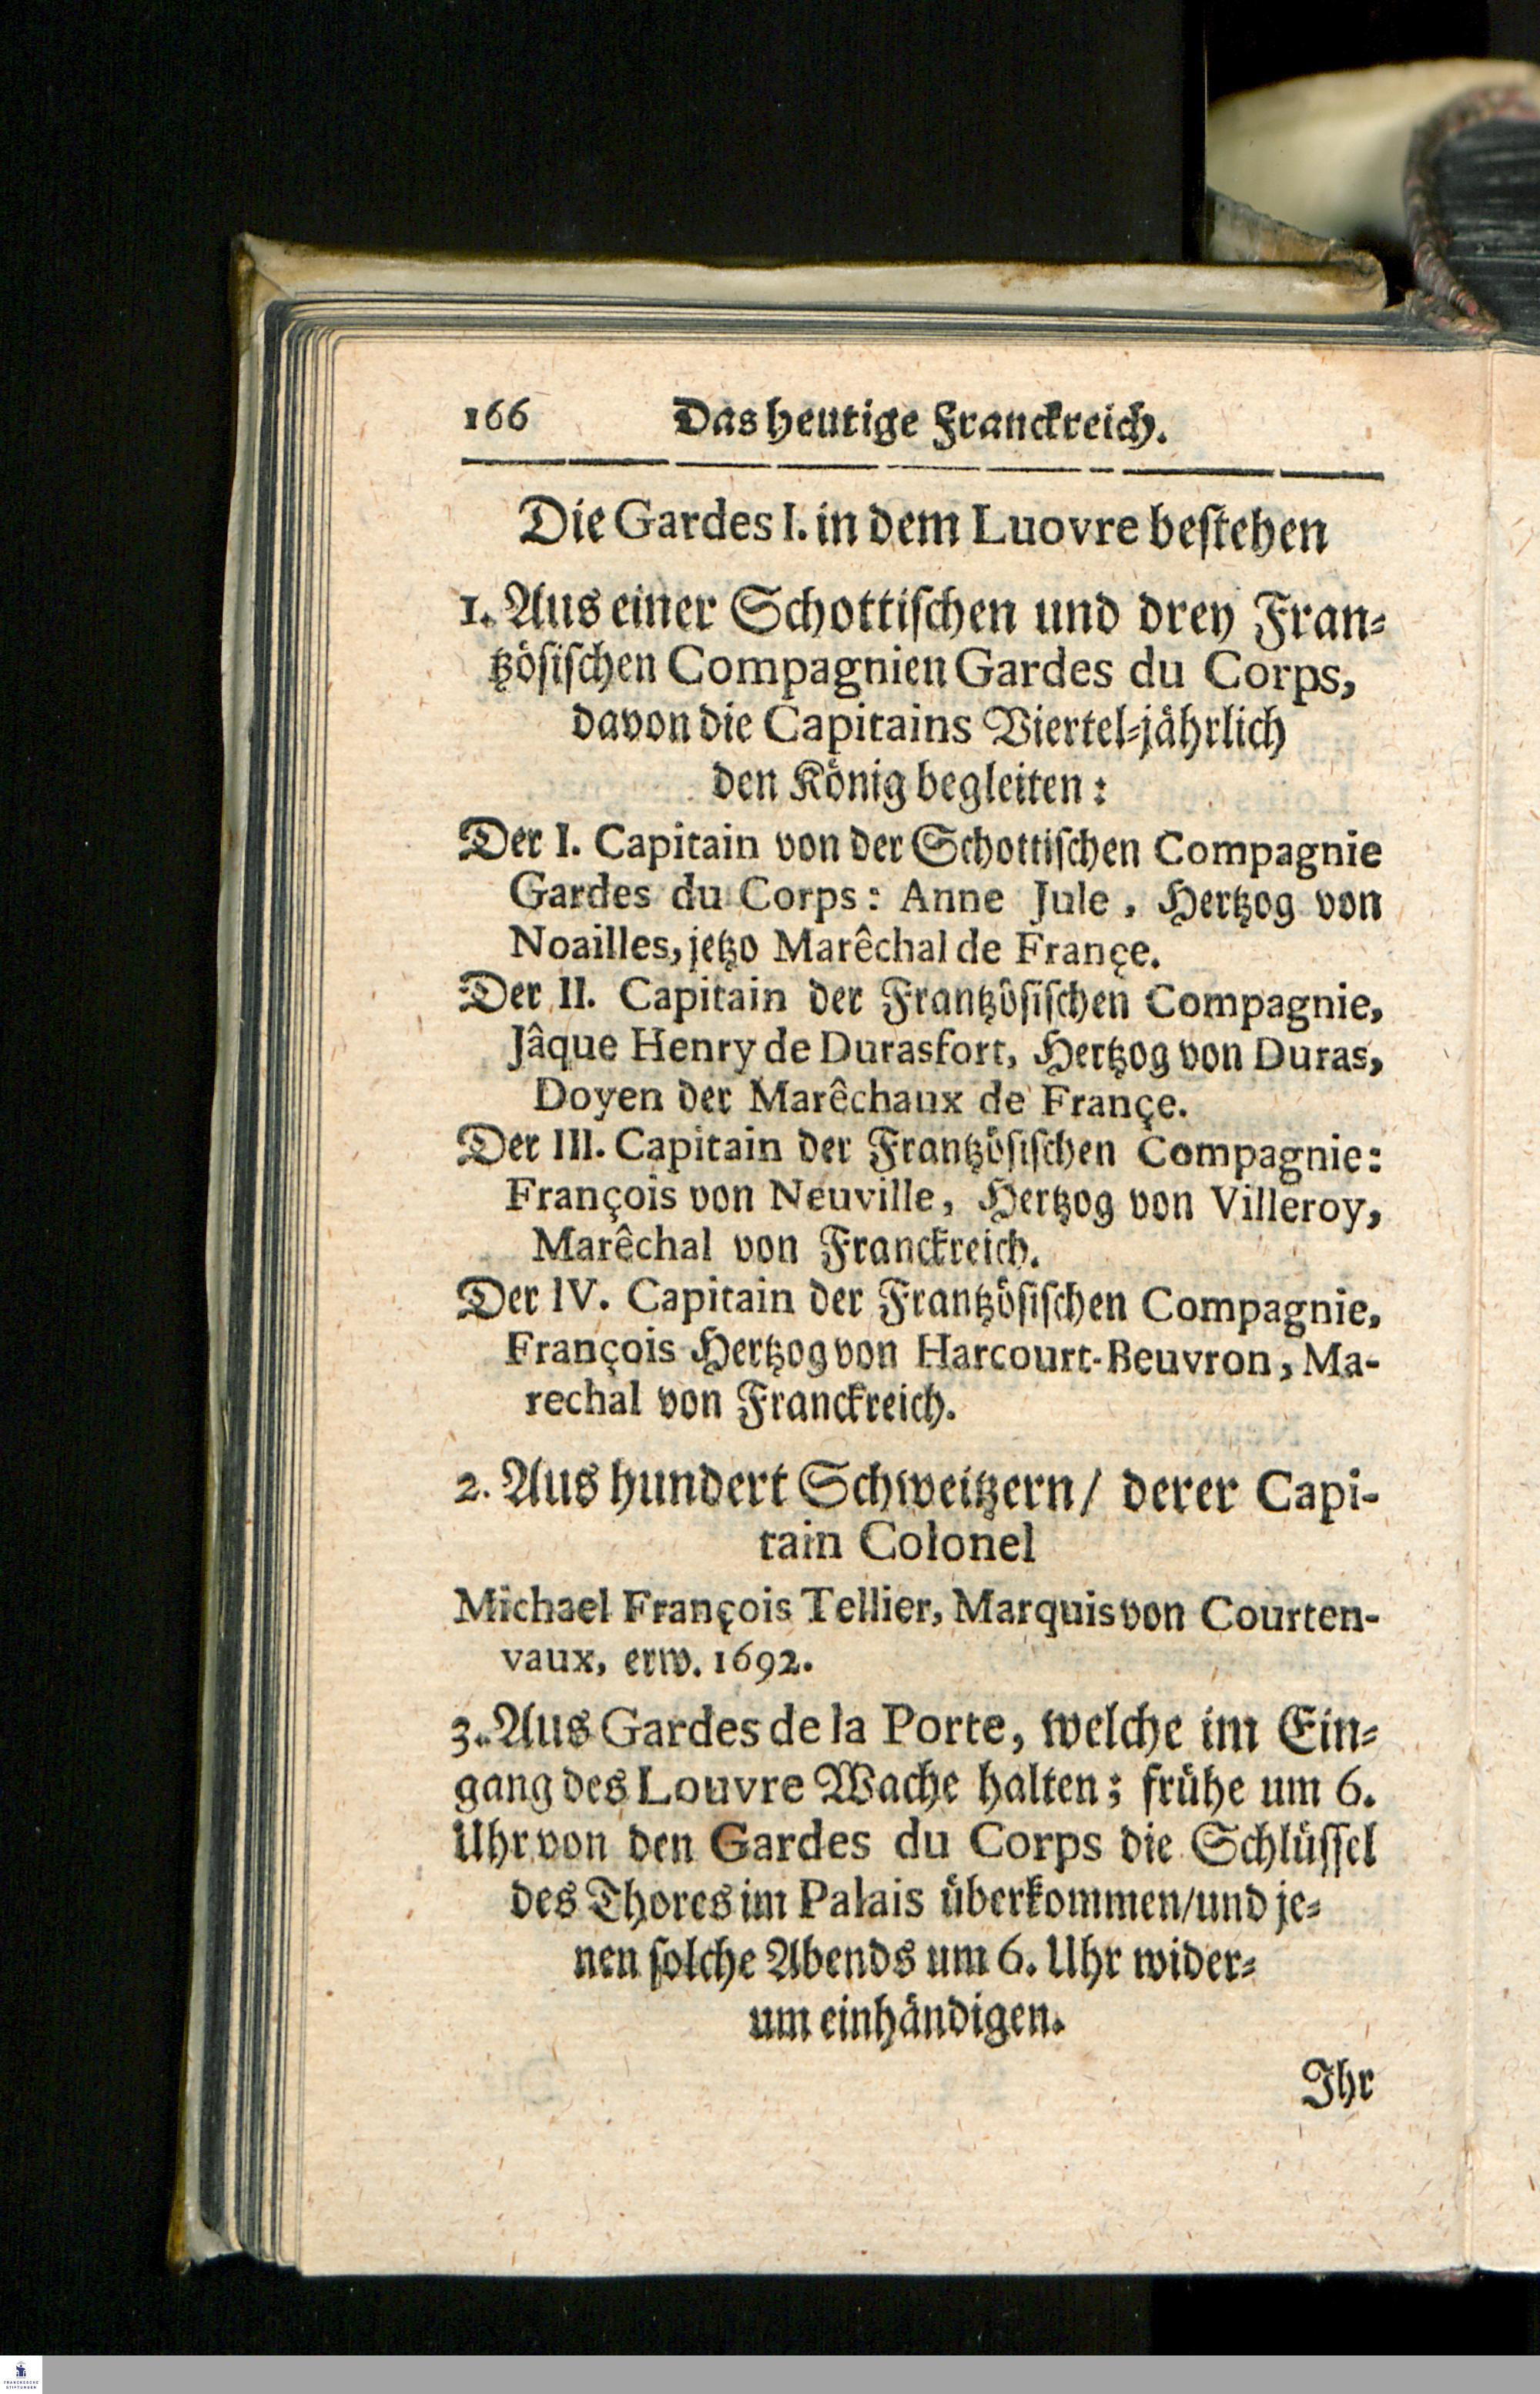 166 Das heutige Franckreich.
Die Gardes I. in dem Luovre beſtehen
1. Aus einer Schottiſchen und drey Fran⸗
tzöſiſchen Compagnien Gardes du Corps,
davon die Capitains Viertel⸗jährlich
den König begleiten:
Der I. Capitain von der Schottiſchen Compagnie
Gardes du Corps: Anne Jule, Hertzog von
Noailles, jetzo Marêchal de Françe.
Der II. Capitain der Frantzöſiſchen Compagnie,
Jâque Henry de Durasfort, Hertzog von Duras,
Doyen der Marêchaux de Françe.
Der III. Capitain der Frantzöſiſchen Compagnie:
François von Neuville, Hertzog von Villeroy,
Marêchal von Franckreich.
Der IV. Capitain der Frantzöſiſchen Compagnie,
François Hertzog von Harcourt-Beuvron, Ma-
rechal von Franckreich.
2. Aus hundert Schweitzern/ derer Capi-
tain Colonel
Michael François Tellier, Marquis von Courten-
vaux, erw. 1692.
3. Aus Gardes de la Porte, welche im Ein⸗
gang des Louvre Wache halten; frühe um 6.
Uhr von den Gardes du Corps die Schlüſſel
des Thores im Palais überkommen/und je⸗
nen ſolche Abends um 6. Uhr wider⸗
um einhändigen.
Ihr
FRANCKESCHE
STIFTUNGEN